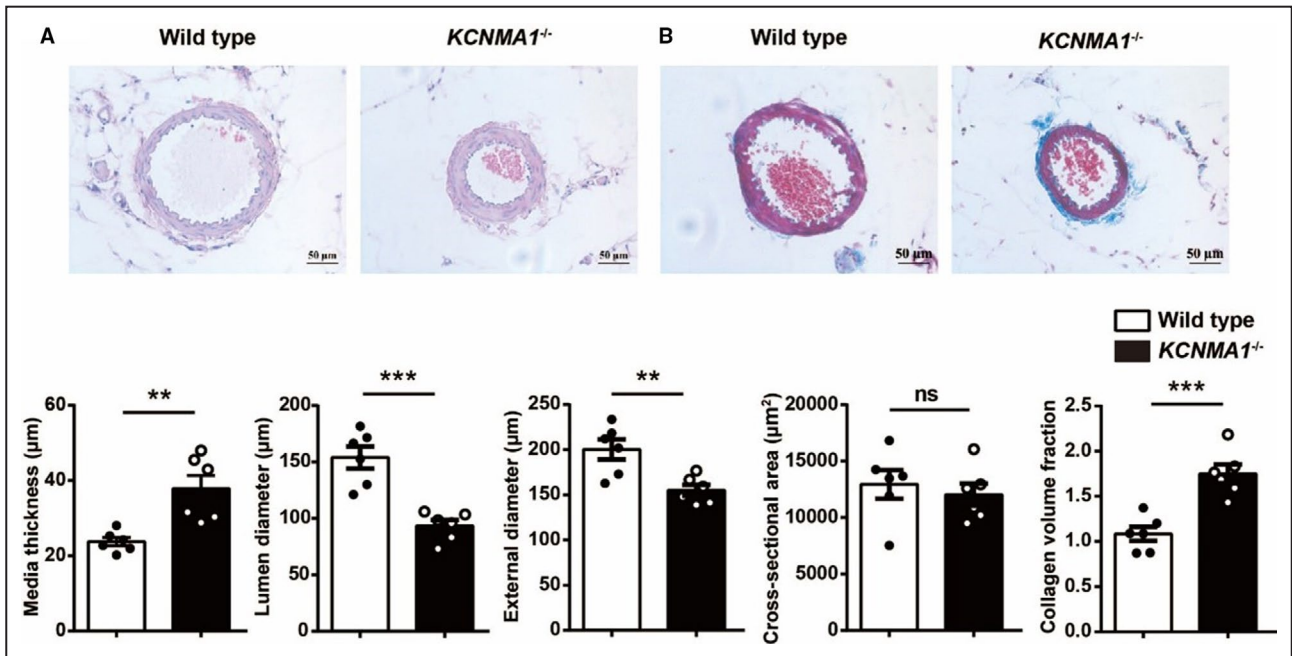 A
Wild type
KCNMA1-/-
B
Wild type
KCNMA1-/-
50 µm
50 µm
50 µm
50 µm
Wild type
KCNMA1-/-
Media thickness (µm)
60
40
20
0
**
Lumen diameter (µm)
200
150
100
50
0
***
External diameter (µm)
250
200
150
100
50
0
**
Cross-sectional area (µm²)
20000
15000
10000
5000
0
ns
Collagen volume fraction
2.5
2.0
1.5
1.0
0.5
0.0
***